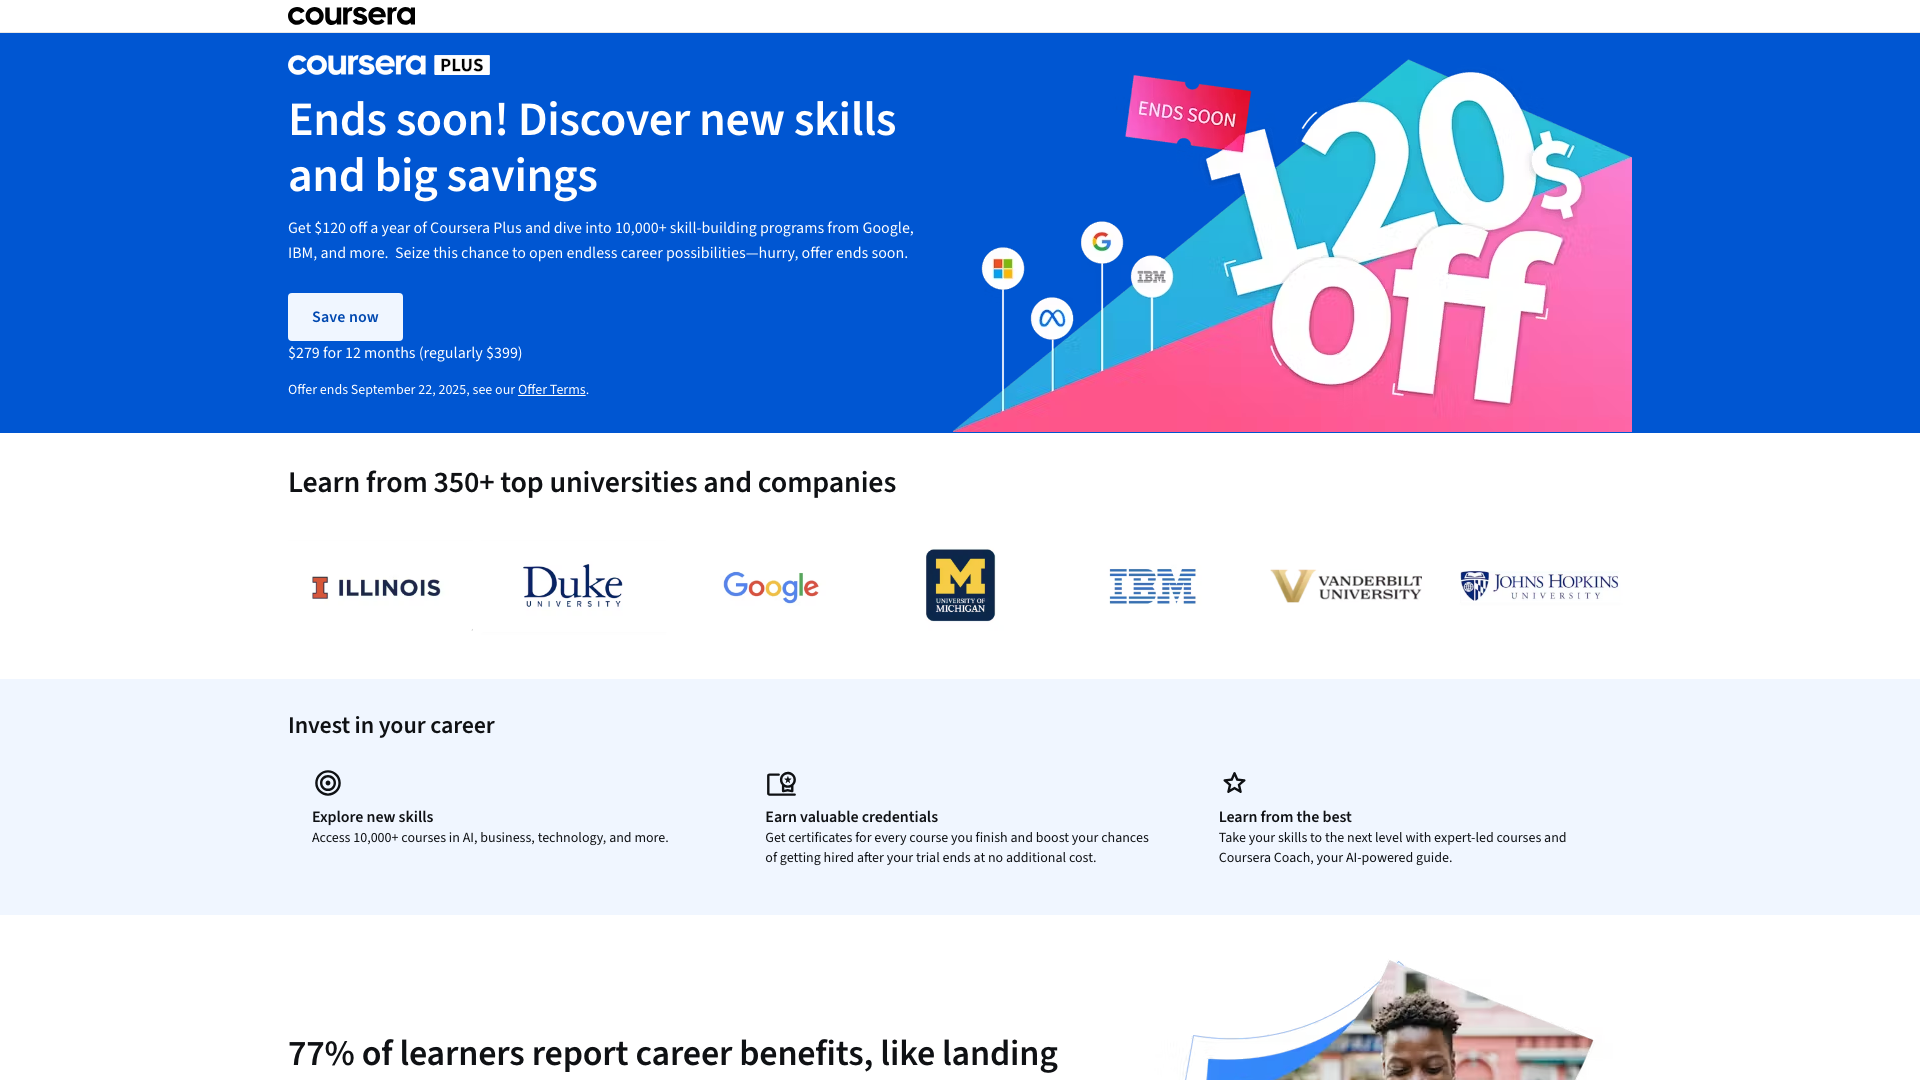 coursera
coursera PLUS
Ends soon! Discover new skills
and big savings
Get $120 off a year of Coursera Plus and dive into 10,000+ skill-building programs from Google,
IBM, and more.  Seize this chance to open endless career possibilities—hurry, offer ends soon.
Save now
$279 for 12 months (regularly $399)
Offer ends September 22, 2025, see our Offer Terms.
ENDS SOON
120$
off
G
IBM
Learn from 350+ top universities and companies
I ILLINOIS
Duke
UNIVERSITY
Google
M
UNIVERSITY OF
MICHIGAN
IBM
V VANDERBILT
UNIVERSITY
JOHNS HOPKINS
UNIVERSITY
Invest in your career
Explore new skills
Access 10,000+ courses in AI, business, technology, and more.
Earn valuable credentials
Get certificates for every course you finish and boost your chances
of getting hired after your trial ends at no additional cost.
Learn from the best
Take your skills to the next level with expert-led courses and
Coursera Coach, your AI-powered guide.
77% of learners report career benefits, like landing